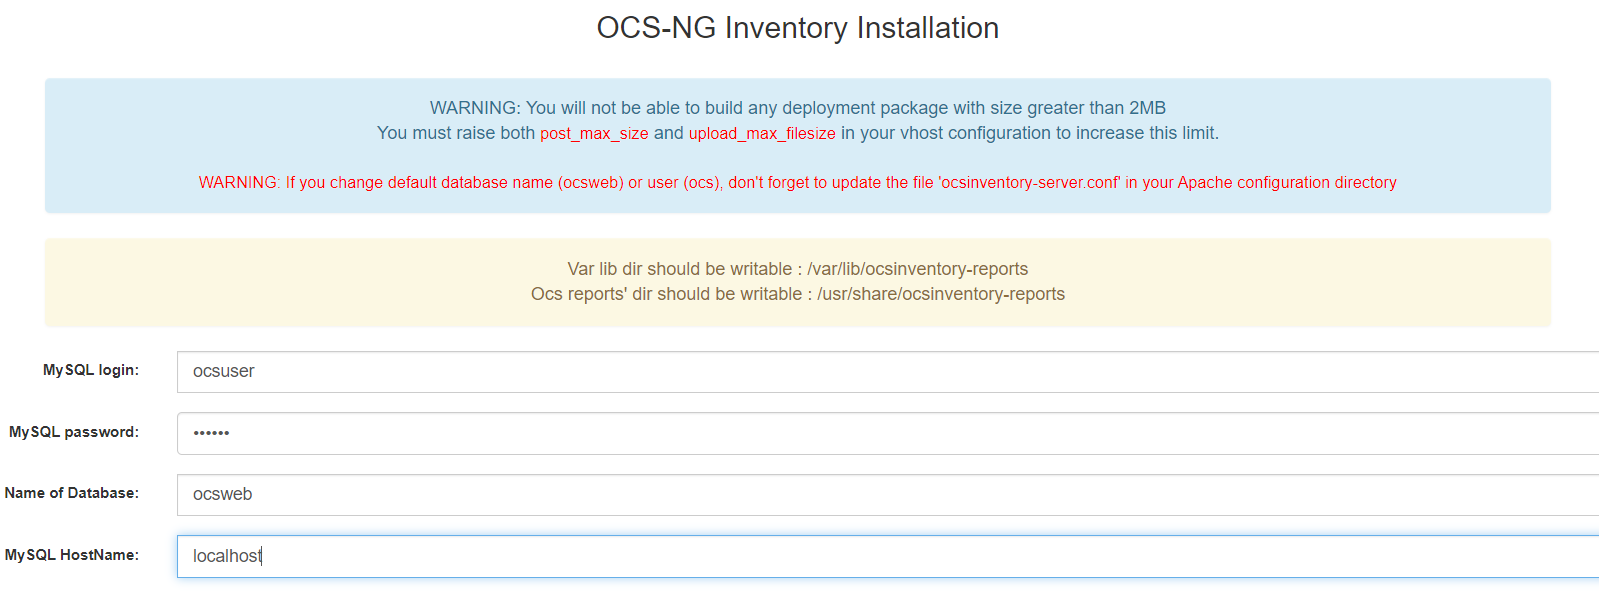 OCS-NG Inventory Installation
WARNING: You will not be able to build any deployment package with size greater than 2MB
You must raise both post_max_size and upload_max_filesize in your vhost configuration to increase this limit.
WARNING: If you change default database name (ocsweb) or user (ocs), don't forget to update the file 'ocsinventory-server.conf' in your Apache configuration directory
Var lib dir should be writable : /var/lib/ocsinventory-reports
Ocs reports' dir should be writable : /usr/share/ocsinventory-reports
MySQL login: ocsuser
MySQL password: ••••••
Name of Database: ocsweb
MySQL HostName: localhost